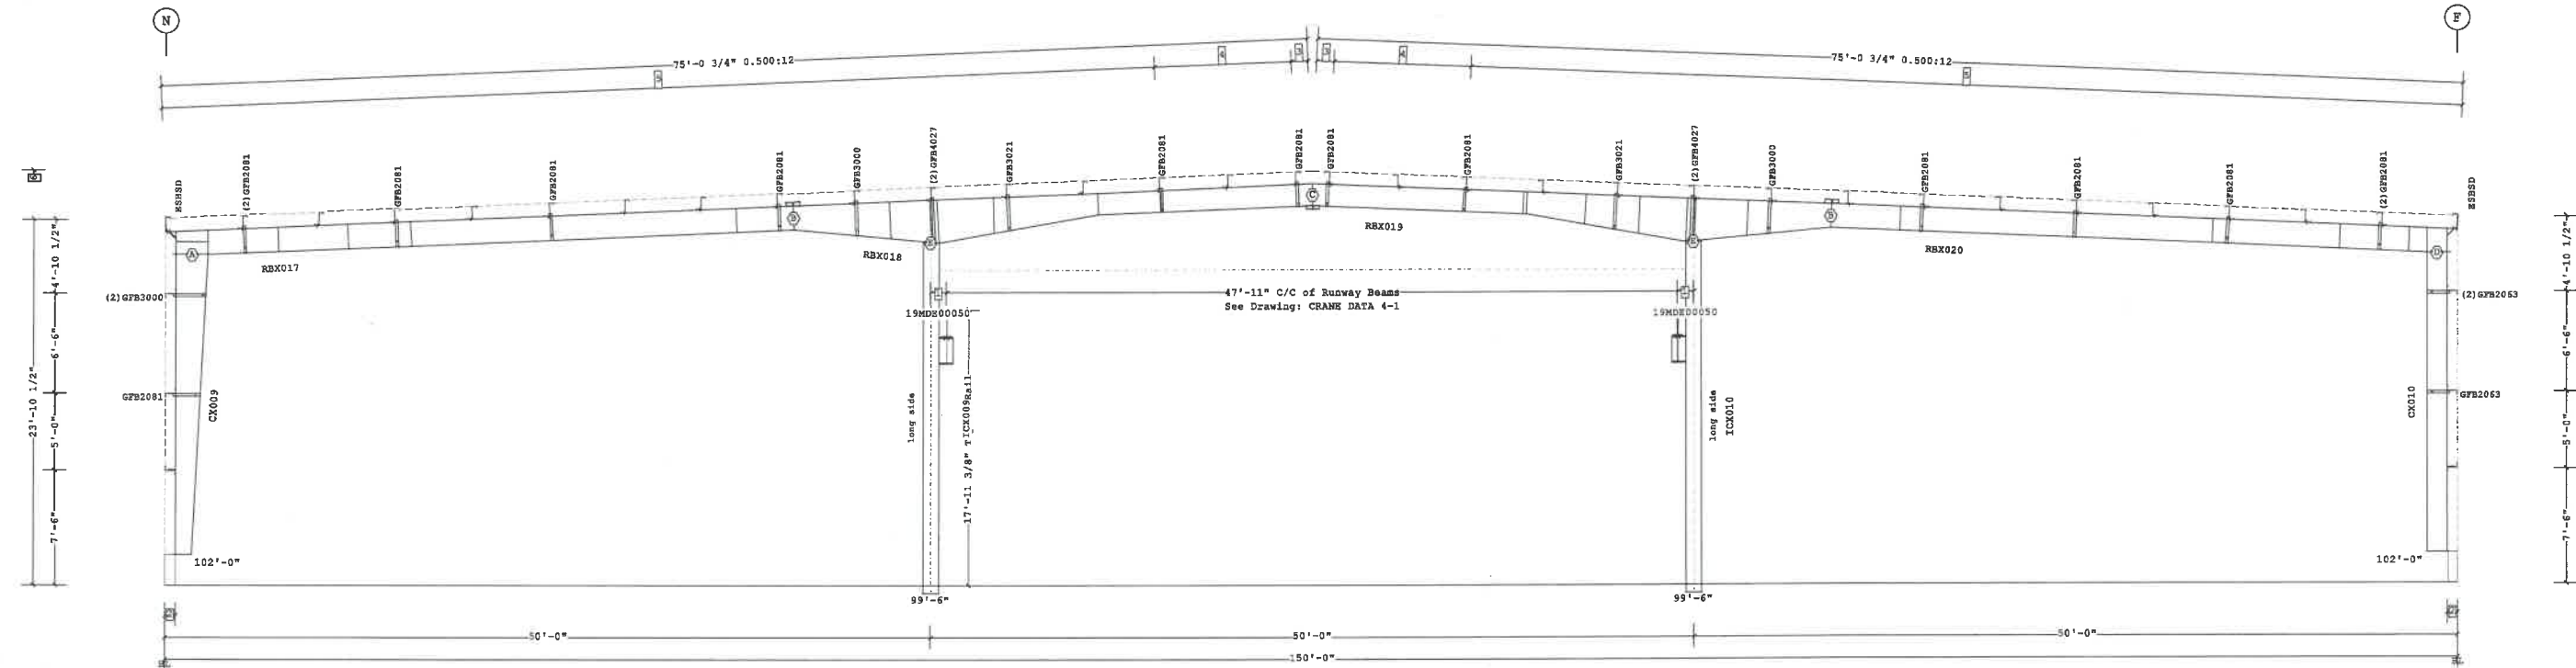 N
F
75'-0 3/4" 0.500:12
75'-0 3/4" 0.500:12
(2)GFB2081
GFB2081
GFB2081
GFB2081
GFB3000
(2)GFB4027
GFB3021
GFB2081
GFB2081
GFB2081
GFB2081
GFB3021
(2)GFB4027
GFB3000
GFB2081
GFB2081
GFB2081
(2)GFB2081
A
B
E
C
E
B
D
RBX017
RBX018
RBX019
RBX020
47'-11" C/C of Runway Beams
See Drawing: CRANE DATA 4-1
19MDE00050
19MDE00050
(2)GFB3000
GFB2081
(2)GFB2063
GFB2063
CX009
long side
17'-11 3/8" T
ICX009
Rail
long side
ICX010
CX010
23'-10 1/2"
4'-10 1/2"
6'-6"
5'-0"
7'-6"
4'-10 1/2"
6'-6"
5'-0"
7'-6"
102'-0"
102'-0"
99'-6"
99'-6"
50'-0"
50'-0"
50'-0"
150'-0"